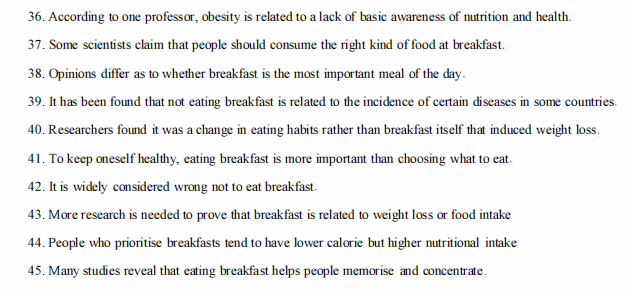 36. According to one professor, obesity is related to a lack of basic awareness of nutrition and health.
37. Some scientists claim that people should consume the right kind of food at breakfast.
38. Opinions differ as to whether breakfast is the most important meal of the day.
39. It has been found that not eating breakfast is related to the incidence of certain diseases in some countries.
40. Researchers found it was a change in eating habits rather than breakfast itself that induced weight loss.
41. To keep oneself healthy, eating breakfast is more important than choosing what to eat.
42. It is widely considered wrong not to eat breakfast.
43. More research is needed to prove that breakfast is related to weight loss or food intake
44. People who prioritise breakfasts tend to have lower calorie but higher nutritional intake
45. Many studies reveal that eating breakfast helps people memorise and concentrate.